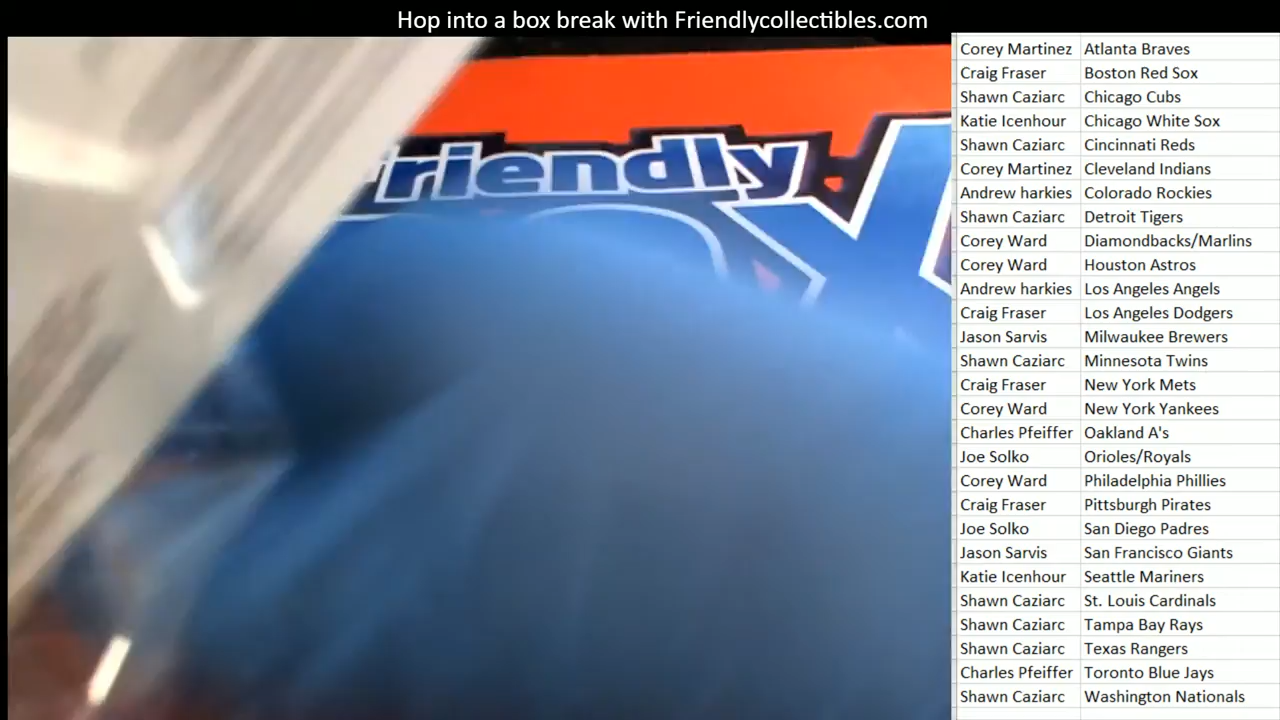 Hop into a box break with Friendlycollectibles.com
Friendly
Corey Martinez Atlanta Braves
Craig Fraser Boston Red Sox
Shawn Caziarc Chicago Cubs
Katie Icenhour Chicago White Sox
Shawn Caziarc Cincinnati Reds
Corey Martinez Cleveland Indians
Andrew harkies Colorado Rockies
Shawn Caziarc Detroit Tigers
Corey Ward Diamondbacks/Marlins
Corey Ward Houston Astros
Andrew harkies Los Angeles Angels
Craig Fraser Los Angeles Dodgers
Jason Sarvis Milwaukee Brewers
Shawn Caziarc Minnesota Twins
Craig Fraser New York Mets
Corey Ward New York Yankees
Charles Pfeiffer Oakland A's
Joe Solko Orioles/Royals
Corey Ward Philadelphia Phillies
Craig Fraser Pittsburgh Pirates
Joe Solko San Diego Padres
Jason Sarvis San Francisco Giants
Katie Icenhour Seattle Mariners
Shawn Caziarc St. Louis Cardinals
Shawn Caziarc Tampa Bay Rays
Shawn Caziarc Texas Rangers
Charles Pfeiffer Toronto Blue Jays
Shawn Caziarc Washington Nationals